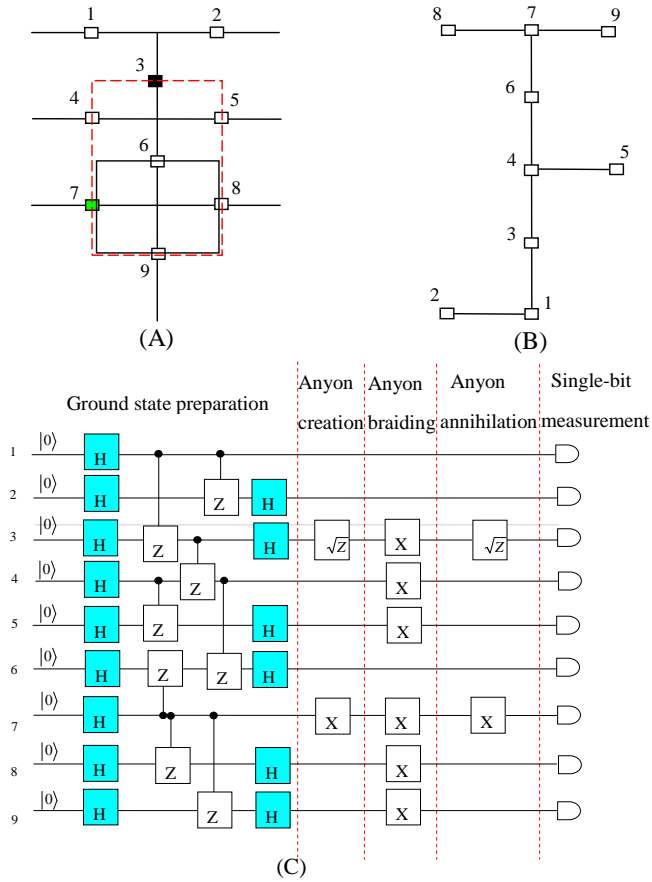 1 2
3
4 5
6
7 8
9
(A)
8 7 9
6
4 5
3
2 1
(B)
Ground state preparation
Anyon creation
Anyon braiding
Anyon annihilation
Single-bit measurement
1 |0⟩ H
2 |0⟩ H Z H
3 |0⟩ H Z H √Z X √Z
4 |0⟩ H Z X
5 |0⟩ H Z H X
6 |0⟩ H Z Z H
7 |0⟩ H X X X
8 |0⟩ H Z H X
9 |0⟩ H Z H X
(C)